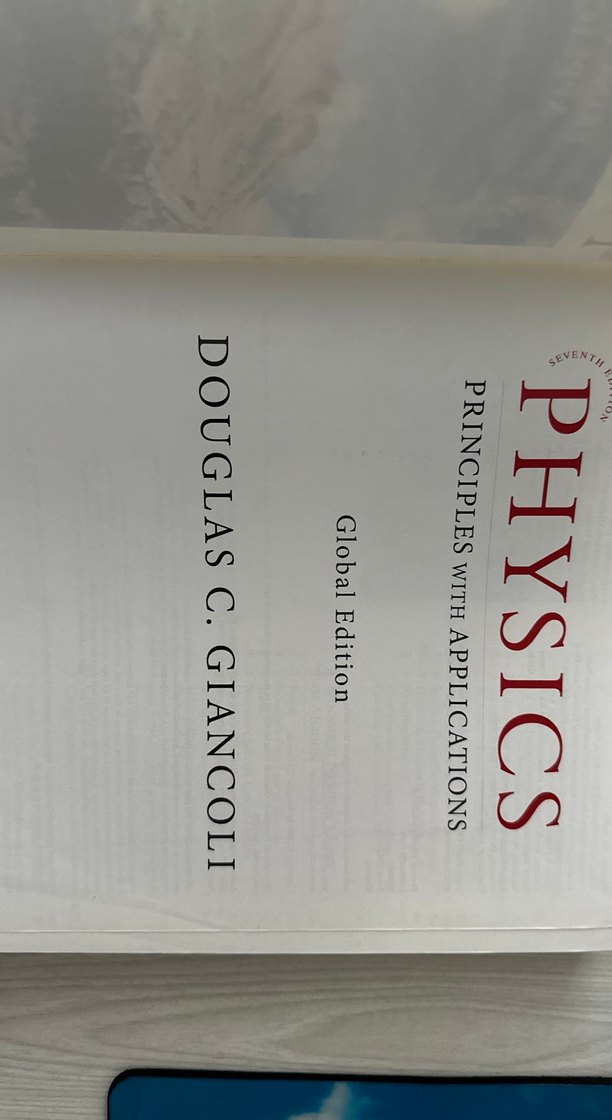 SEVENTH EDITION
PHYSICS
PRINCIPLES WITH APPLICATIONS
Global Edition
DOUGLAS C. GIANCOLI